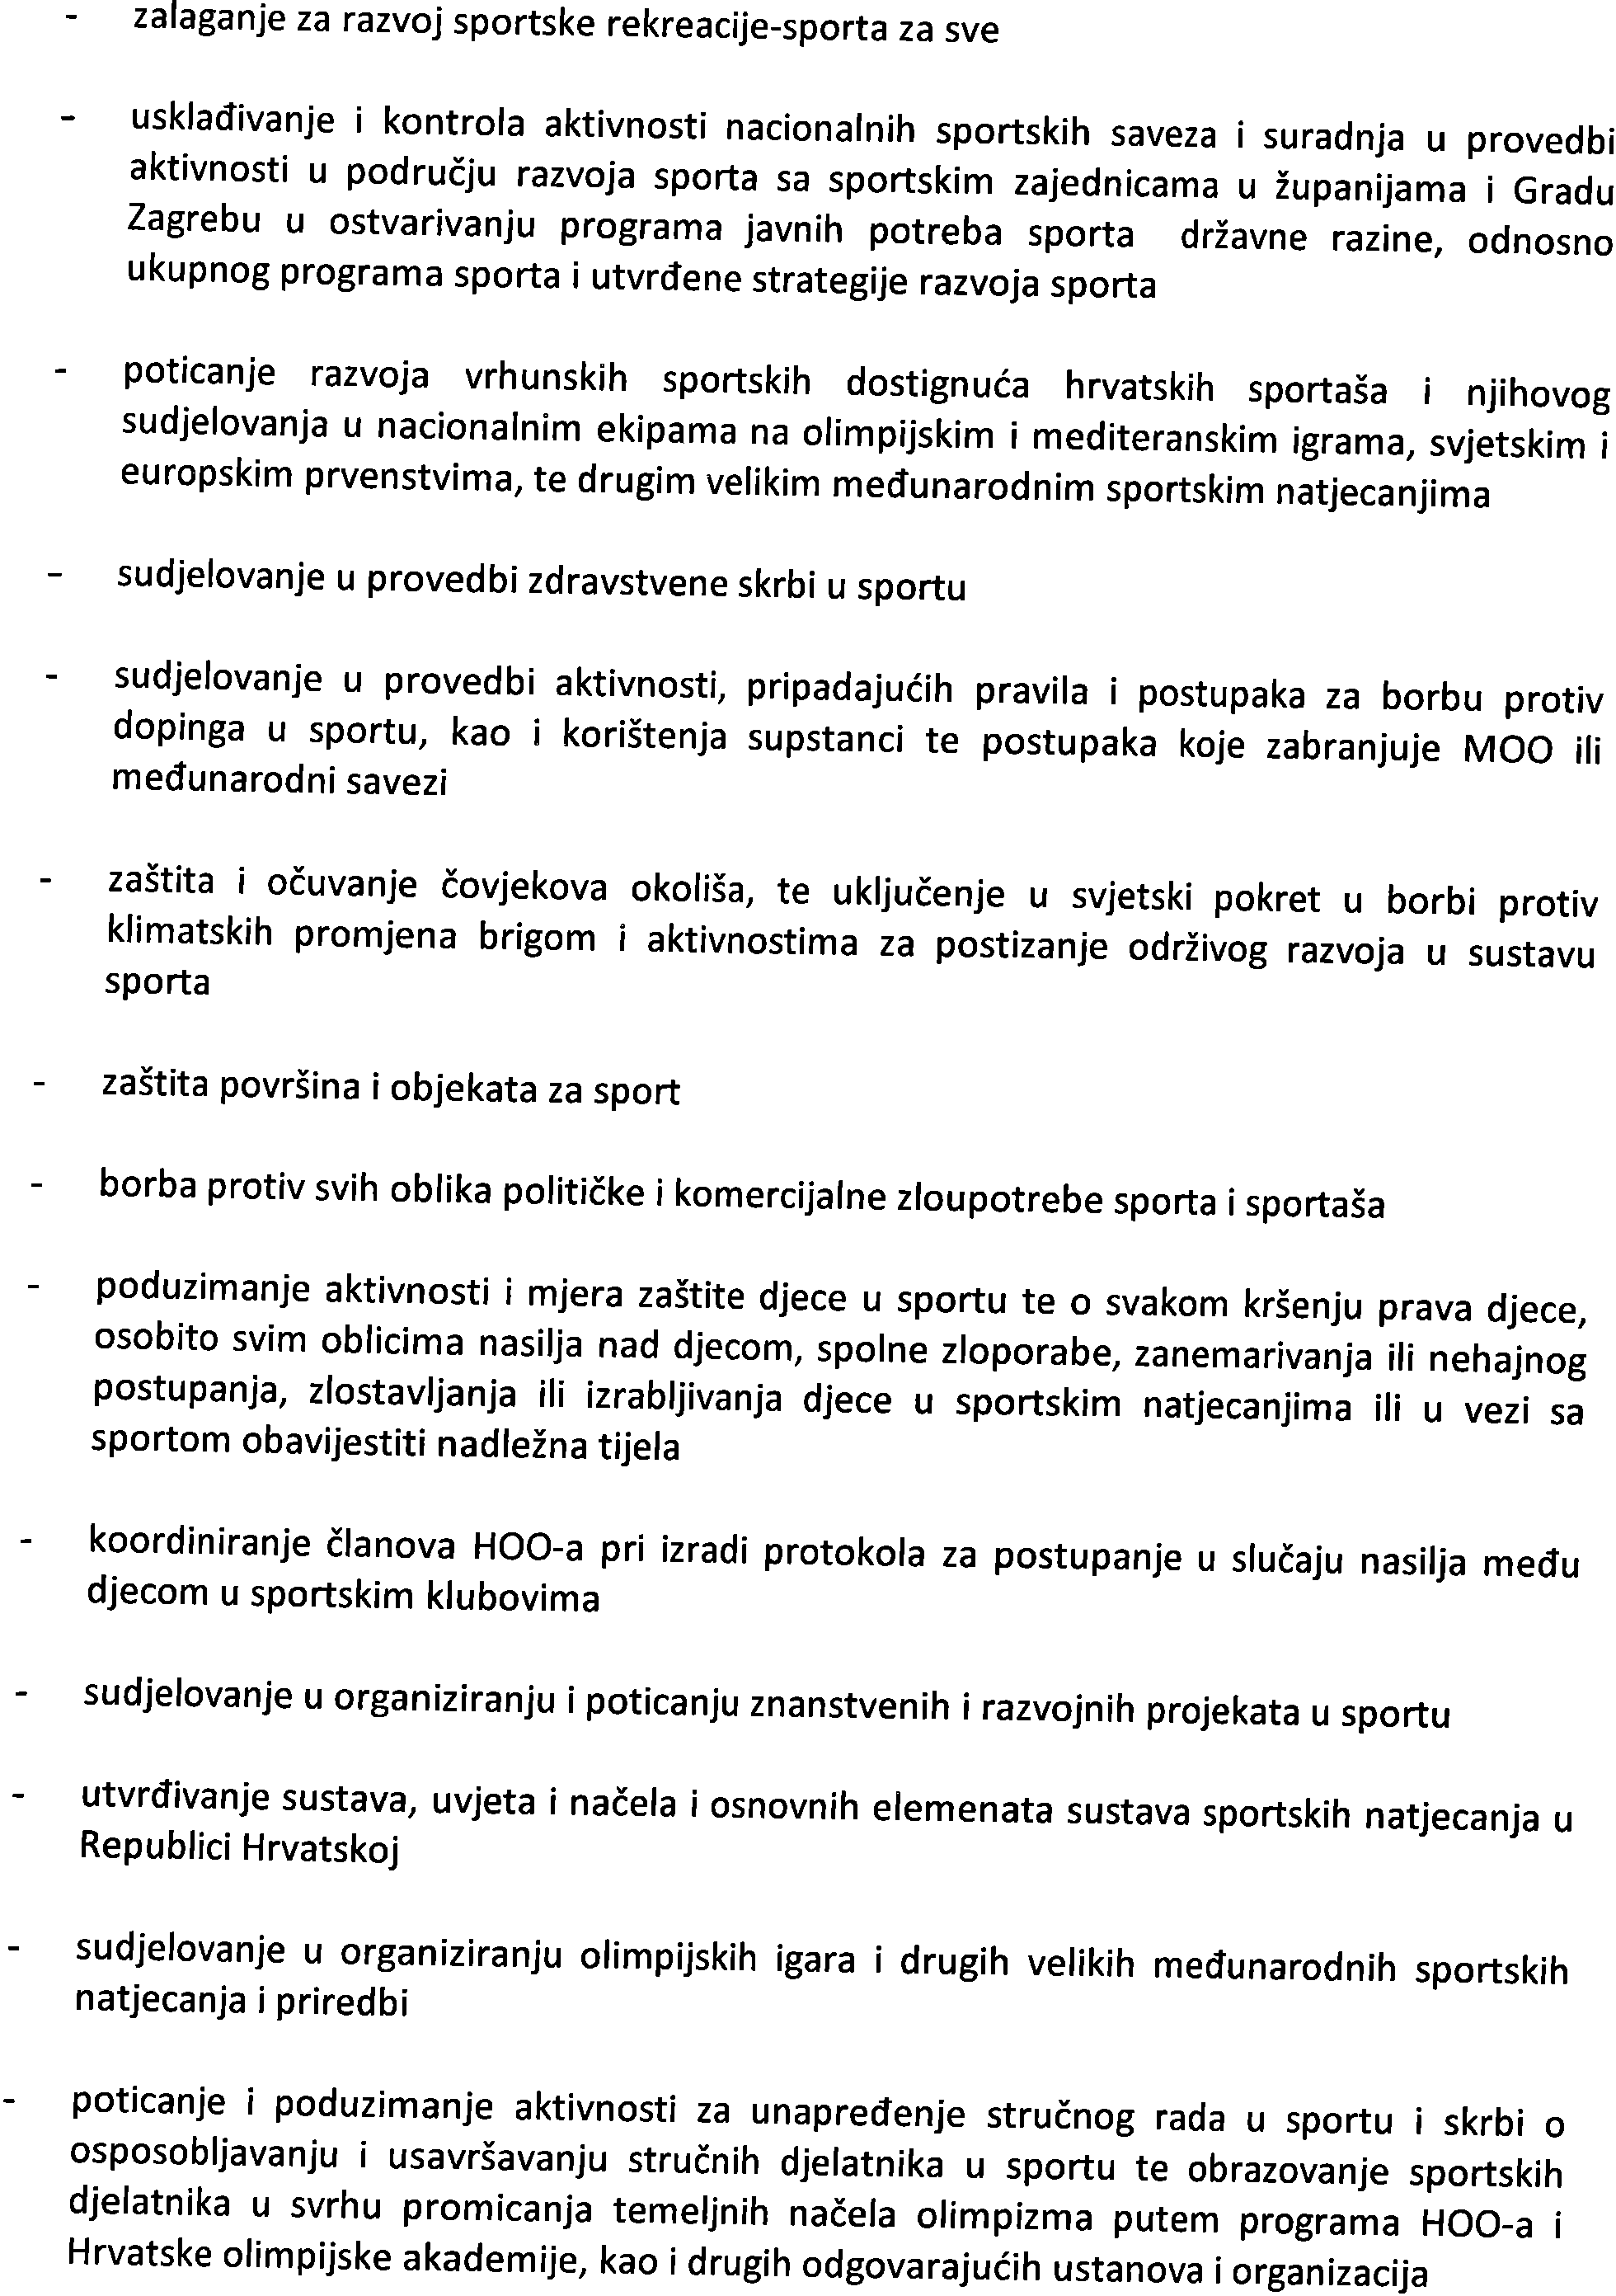 - zalaganje za razvoj sportske rekreacije-sporta za sve
- usklađivanje i kontrola aktivnosti nacionalnih sportskih saveza i suradnja u provedbi
aktivnosti u području razvoja sporta sa sportskim zajednicama u županijama i Gradu
Zagrebu u ostvarivanju programa javnih potreba sporta državne razine, odnosno
ukupnog programa sporta i utvrđene strategije razvoja sporta
- poticanje razvoja vrhunskih sportskih dostignuća hrvatskih sportaša i njihovog
sudjelovanja u nacionalnim ekipama na olimpijskim i mediteranskim igrama, svjetskim i
europskim prvenstvima, te drugim velikim međunarodnim sportskim natjecanjima
- sudjelovanje u provedbi zdravstvene skrbi u sportu
- sudjelovanje u provedbi aktivnosti, pripadajućih pravila i postupaka za borbu protiv
dopinga u sportu, kao i korištenja supstanci te postupaka koje zabranjuje MOO ili
međunarodni savezi
- zaštita i očuvanje čovjekova okoliša, te uključenje u svjetski pokret u borbi protiv
klimatskih promjena brigom i aktivnostima za postizanje održivog razvoja u sustavu
sporta
- zaštita površina i objekata za sport
- borba protiv svih oblika političke i komercijalne zloupotrebe sporta i sportaša
- poduzimanje aktivnosti i mjera zaštite djece u sportu te o svakom kršenju prava djece,
osobito svim oblicima nasilja nad djecom, spolne zloporabe, zanemarivanja ili nehajnog
postupanja, zlostavljanja ili izrabljivanja djece u sportskim natjecanjima ili u vezi sa
sportom obavijestiti nadležna tijela
- koordiniranje članova HOO-a pri izradi protokola za postupanje u slučaju nasilja među
djecom u sportskim klubovima
- sudjelovanje u organiziranju i poticanju znanstvenih i razvojnih projekata u sportu
- utvrđivanje sustava, uvjeta i načela i osnovnih elemenata sustava sportskih natjecanja u
Republici Hrvatskoj
- sudjelovanje u organiziranju olimpijskih igara i drugih velikih međunarodnih sportskih
natjecanja i priredbi
- poticanje i poduzimanje aktivnosti za unapređenje stručnog rada u sportu i skrbi o
osposobljavanju i usavršavanju stručnih djelatnika u sportu te obrazovanje sportskih
djelatnika u svrhu promicanja temeljnih načela olimpizma putem programa HOO-a i
Hrvatske olimpijske akademije, kao i drugih odgovarajućih ustanova i organizacija